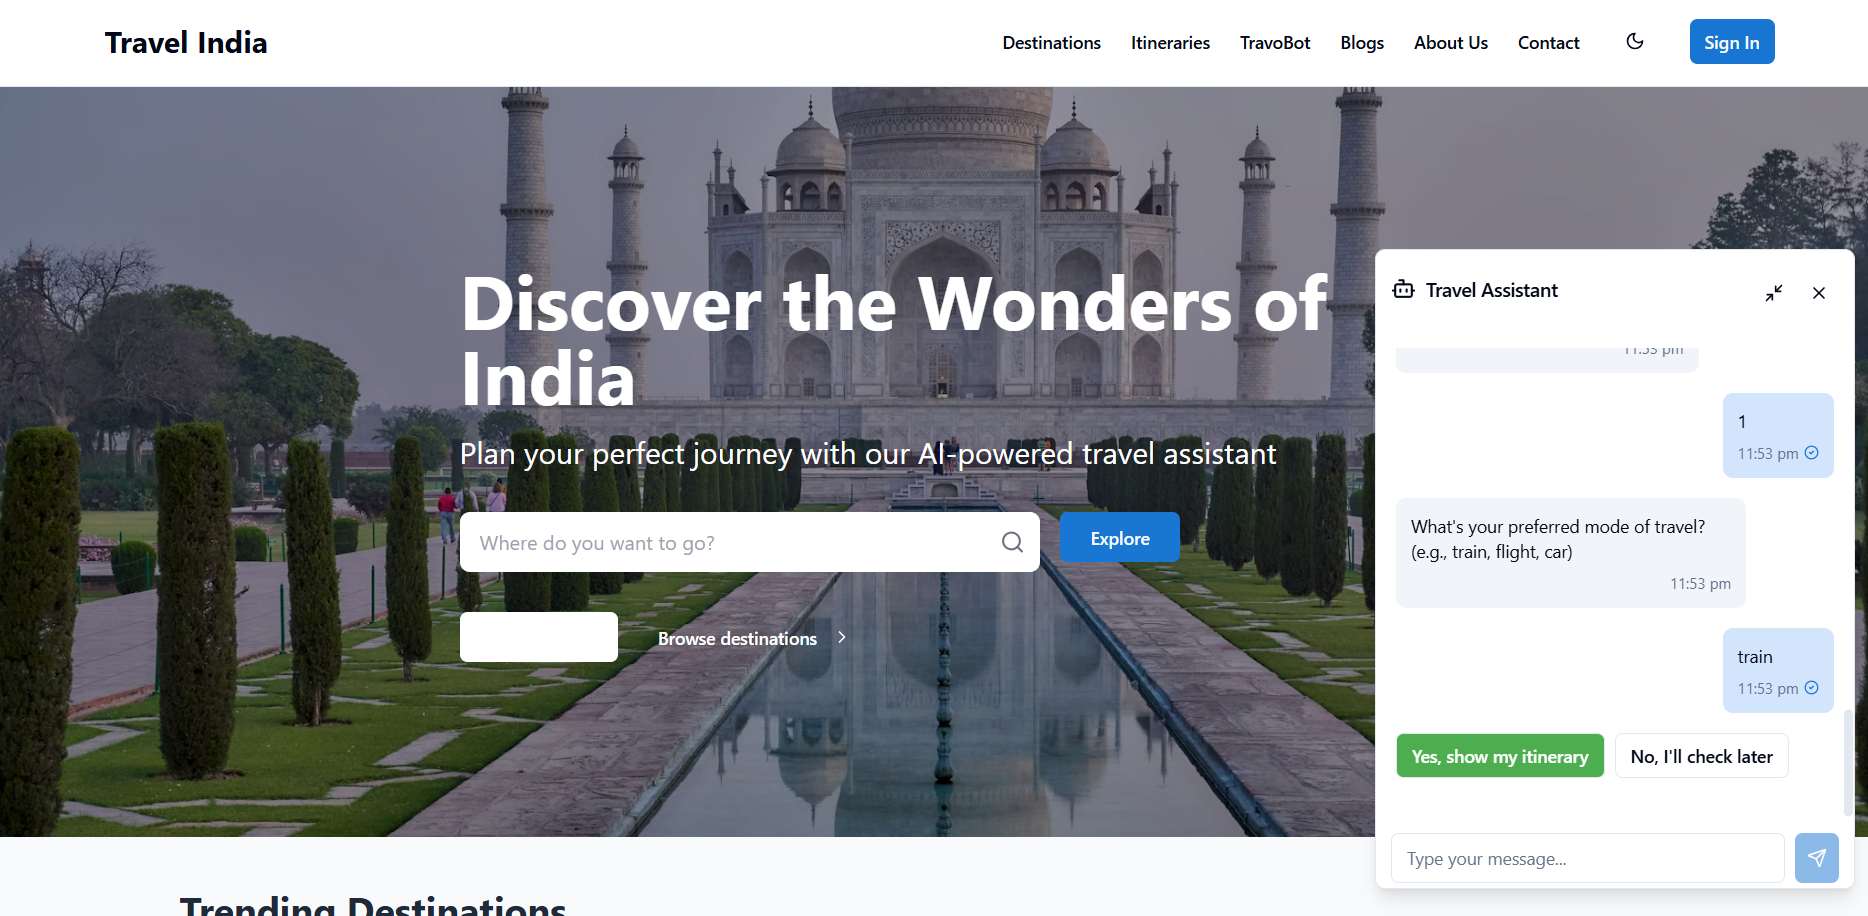 Travel India
Destinations
Itineraries
TravoBot
Blogs
About Us
Contact
Sign In
Discover the Wonders of
India
Plan your perfect journey with our AI-powered travel assistant
Where do you want to go?
Explore
Browse destinations
Trending Destinations
Travel Assistant
11:53 pm
1
11:53 pm
What's your preferred mode of travel?
(e.g., train, flight, car)
11:53 pm
train
11:53 pm
Yes, show my itinerary
No, I'll check later
Type your message...